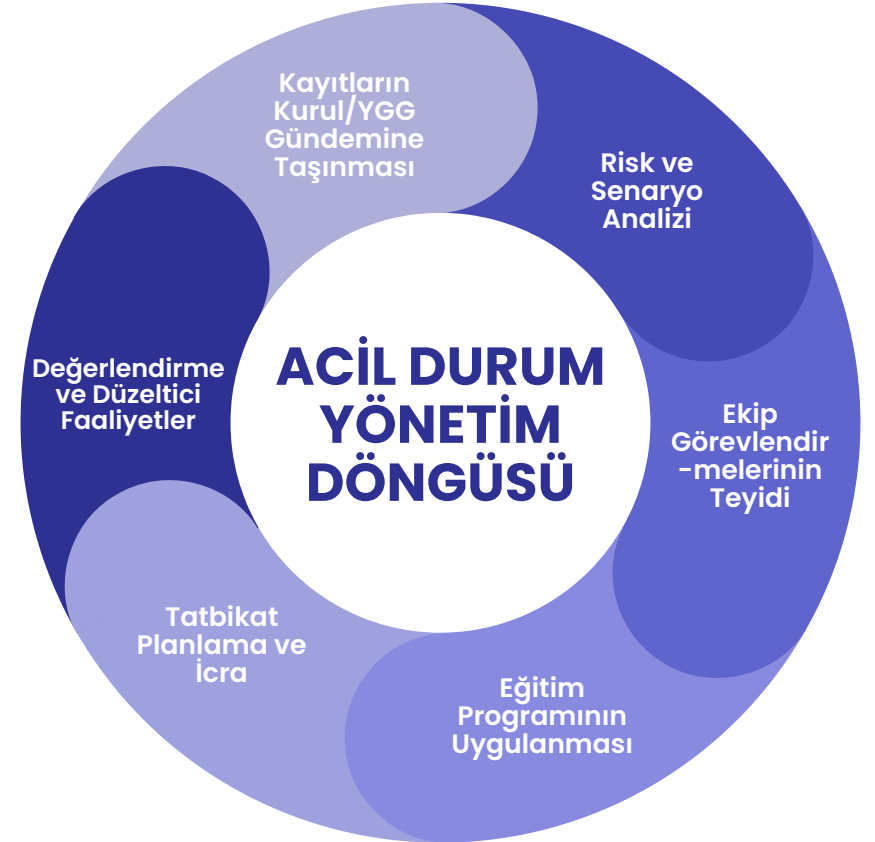 ACİL DURUM
YÖNETİM
DÖNGÜSÜ
Risk ve
Senaryo
Analizi
Ekip
Görevlendir
-melerinin
Teyidi
Eğitim
Programının
Uygulanması
Tatbikat
Planlama ve
İcra
Değerlendirme
ve Düzeltici
Faaliyetler
Kayıtların
Kurul/YGG
Gündemine
Taşınması